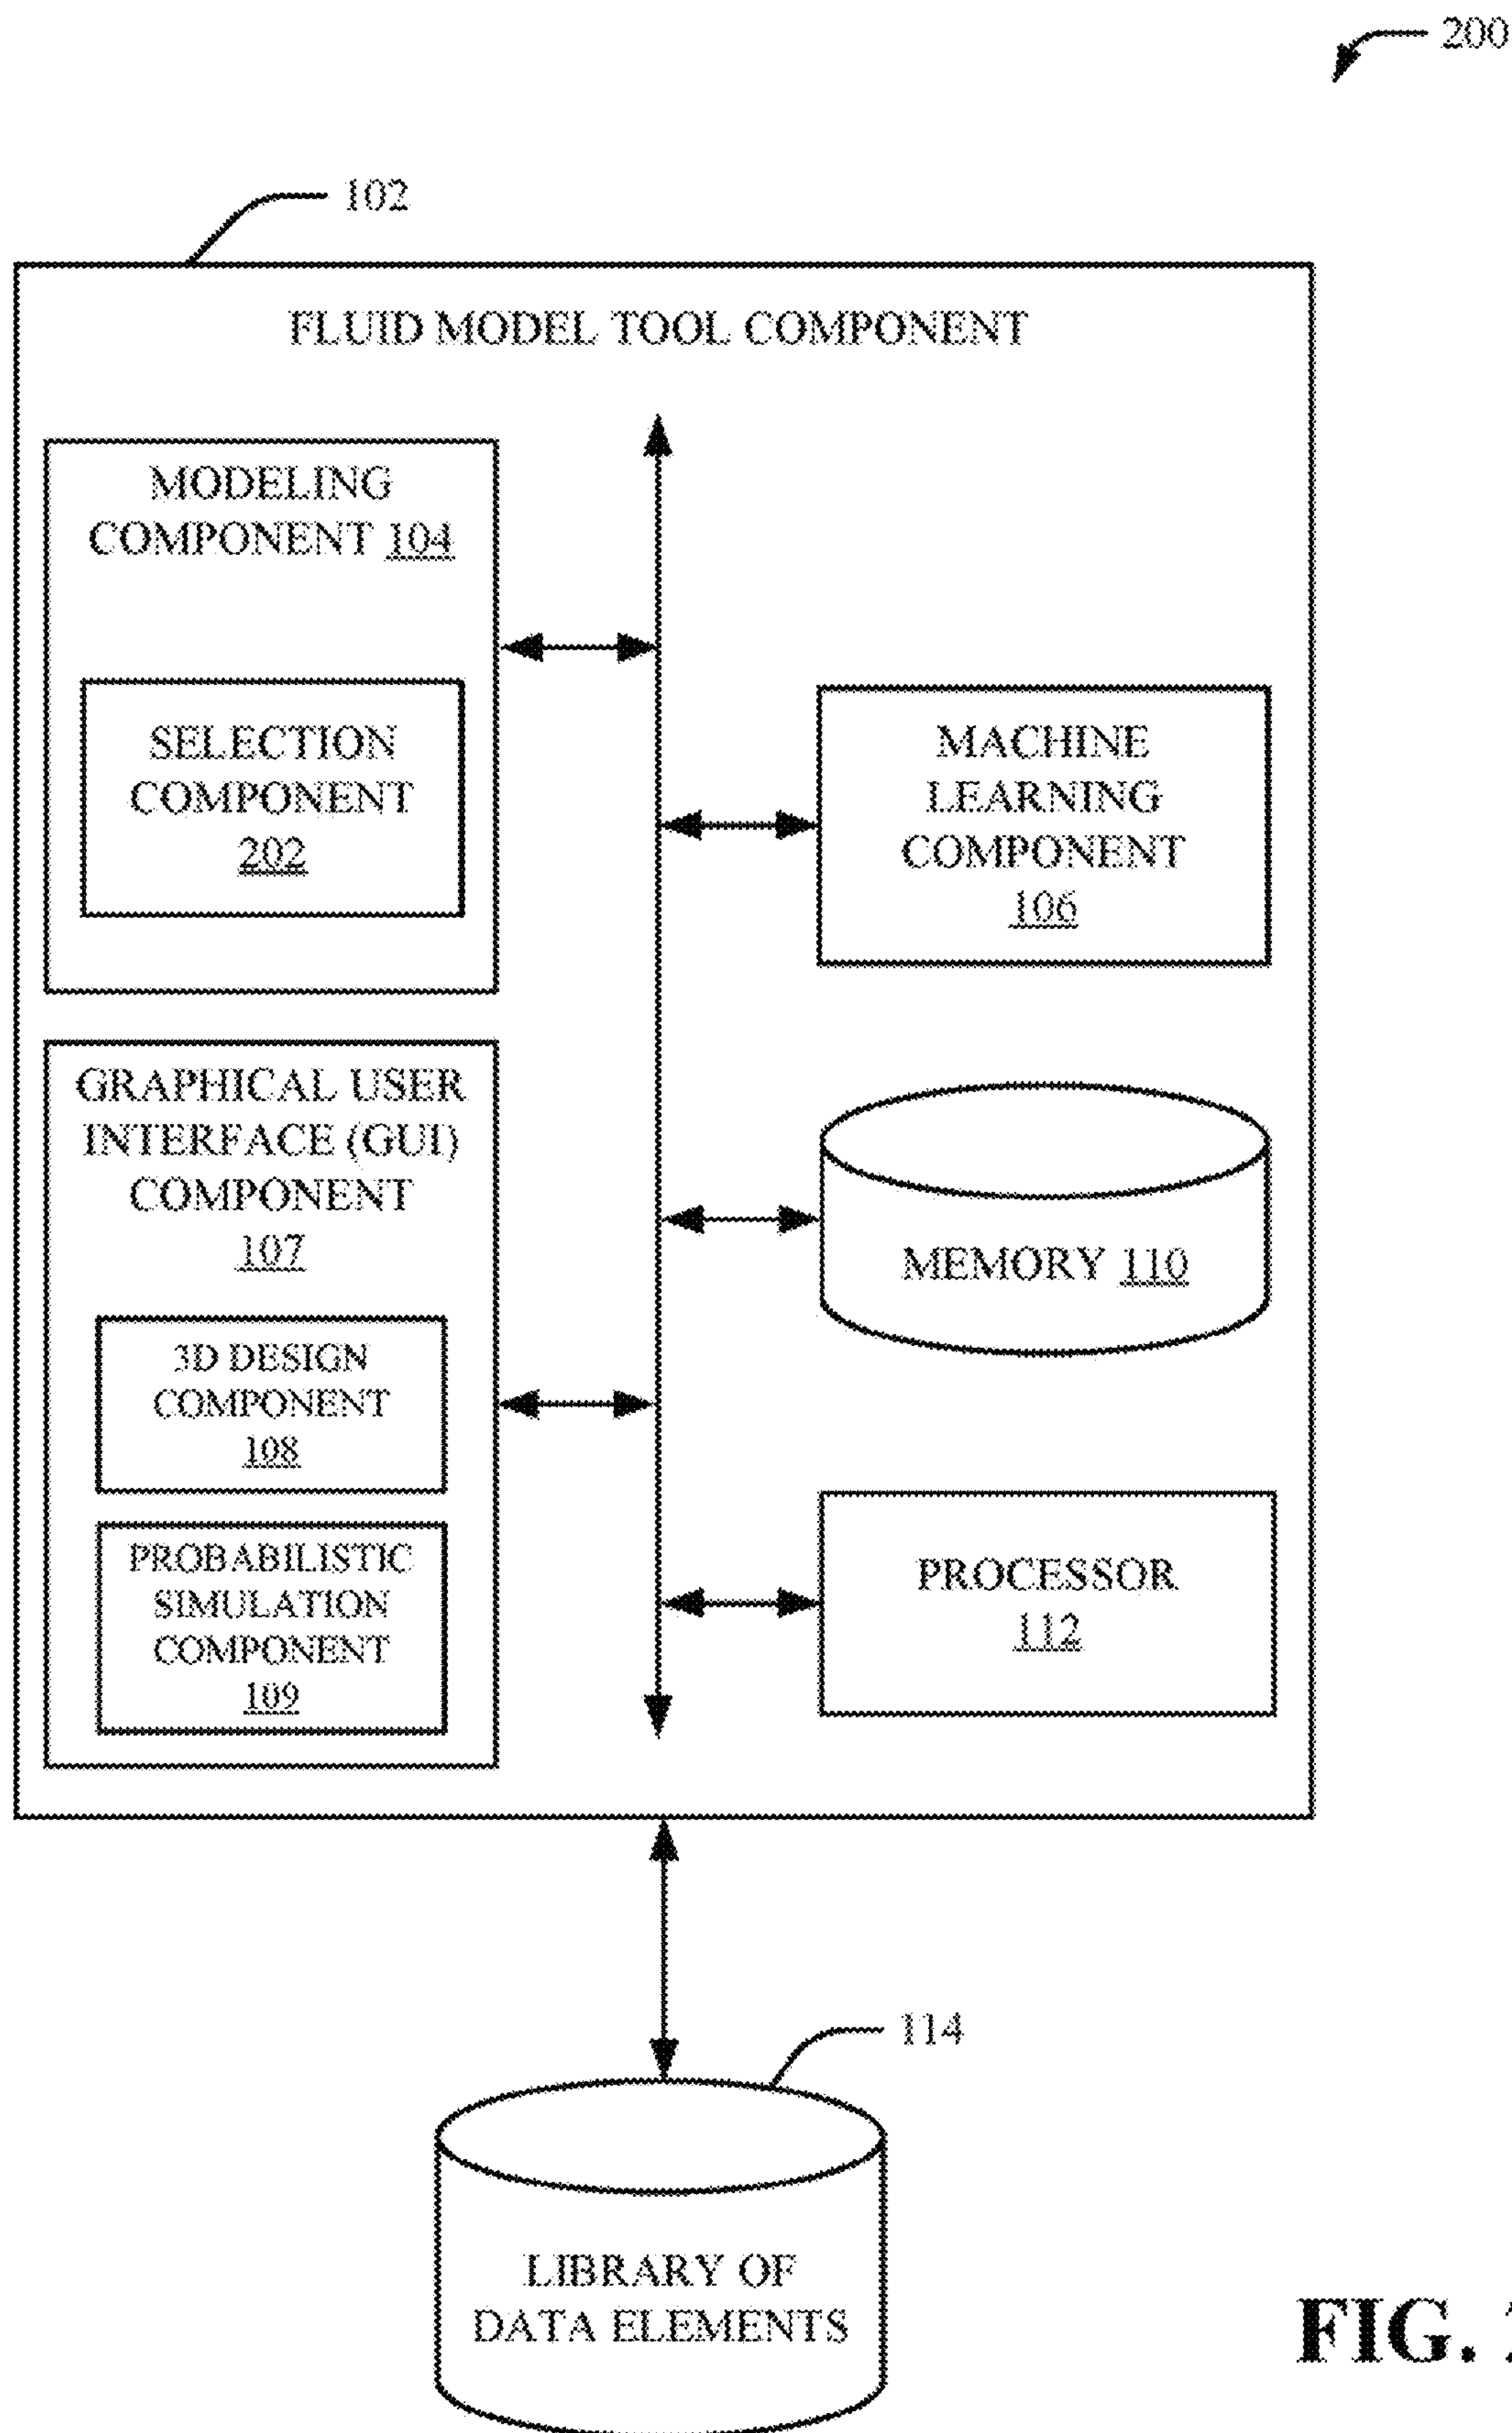 200
102
FLUID MODEL TOOL COMPONENT
MODELING
COMPONENT 104
SELECTION
COMPONENT
202
MACHINE
LEARNING
COMPONENT
106
GRAPHICAL USER
INTERFACE (GUI)
COMPONENT
107
3D DESIGN
COMPONENT
108
PROBABILISTIC
SIMULATION
COMPONENT
109
MEMORY 110
PROCESSOR
112
114
LIBRARY OF
DATA ELEMENTS
FIG.